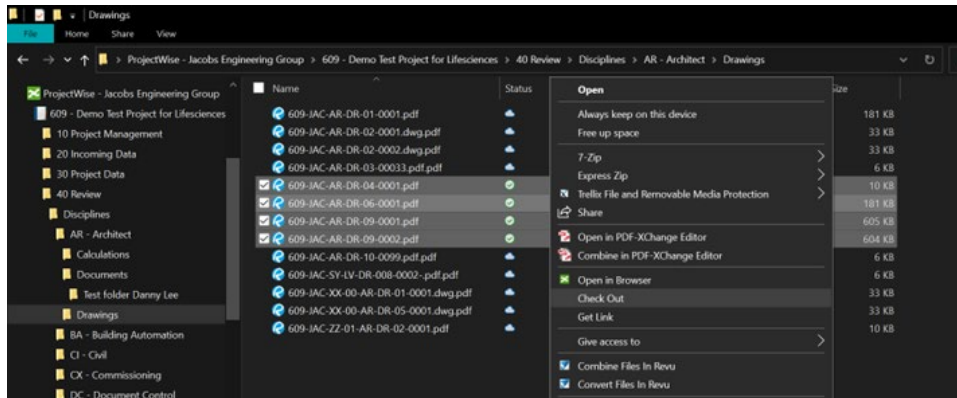 Drawings
File Home Share View
ProjectWise - Jacobs Engineering Group > 609 - Demo Test Project for Lifesciences > 40 Review > Disciplines > AR - Architect > Drawings
ProjectWise - Jacobs Engineering Group
609 - Demo Test Project for Lifesciences
10 Project Management
20 Incoming Data
30 Project Data
40 Review
Disciplines
AR - Architect
Calculations
Documents
Test folder Danny Lee
Drawings
BA - Building Automation
CI - Civil
CX - Commissioning
DC - Document Control
Name Status Size
609-JAC-AR-DR-01-0001.pdf 181 KB
609-JAC-AR-DR-02-0001.dwg.pdf 33 KB
609-JAC-AR-DR-02-0002.dwg.pdf 33 KB
609-JAC-AR-DR-03-00033.pdf.pdf 6 KB
609-JAC-AR-DR-04-0001.pdf 10 KB
609-JAC-AR-DR-06-0001.pdf 181 KB
609-JAC-AR-DR-09-0001.pdf 605 KB
609-JAC-AR-DR-09-0002.pdf 604 KB
609-JAC-AR-DR-10-0099.pdf.pdf 6 KB
609-JAC-SY-LV-DR-008-0002-.pdf.pdf 6 KB
609-JAC-XX-00-AR-DR-01-0001.dwg.pdf 33 KB
609-JAC-XX-00-AR-DR-05-0001.dwg.pdf 33 KB
609-JAC-ZZ-01-AR-DR-02-0001.pdf 10 KB
Open
Always keep on this device
Free up space
7-Zip
Express Zip
Trellix File and Removable Media Protection
Share
Open in PDF-XChange Editor
Combine in PDF-XChange Editor
Open in Browser
Check Out
Get Link
Give access to
Combine Files In Revu
Convert Files In Revu